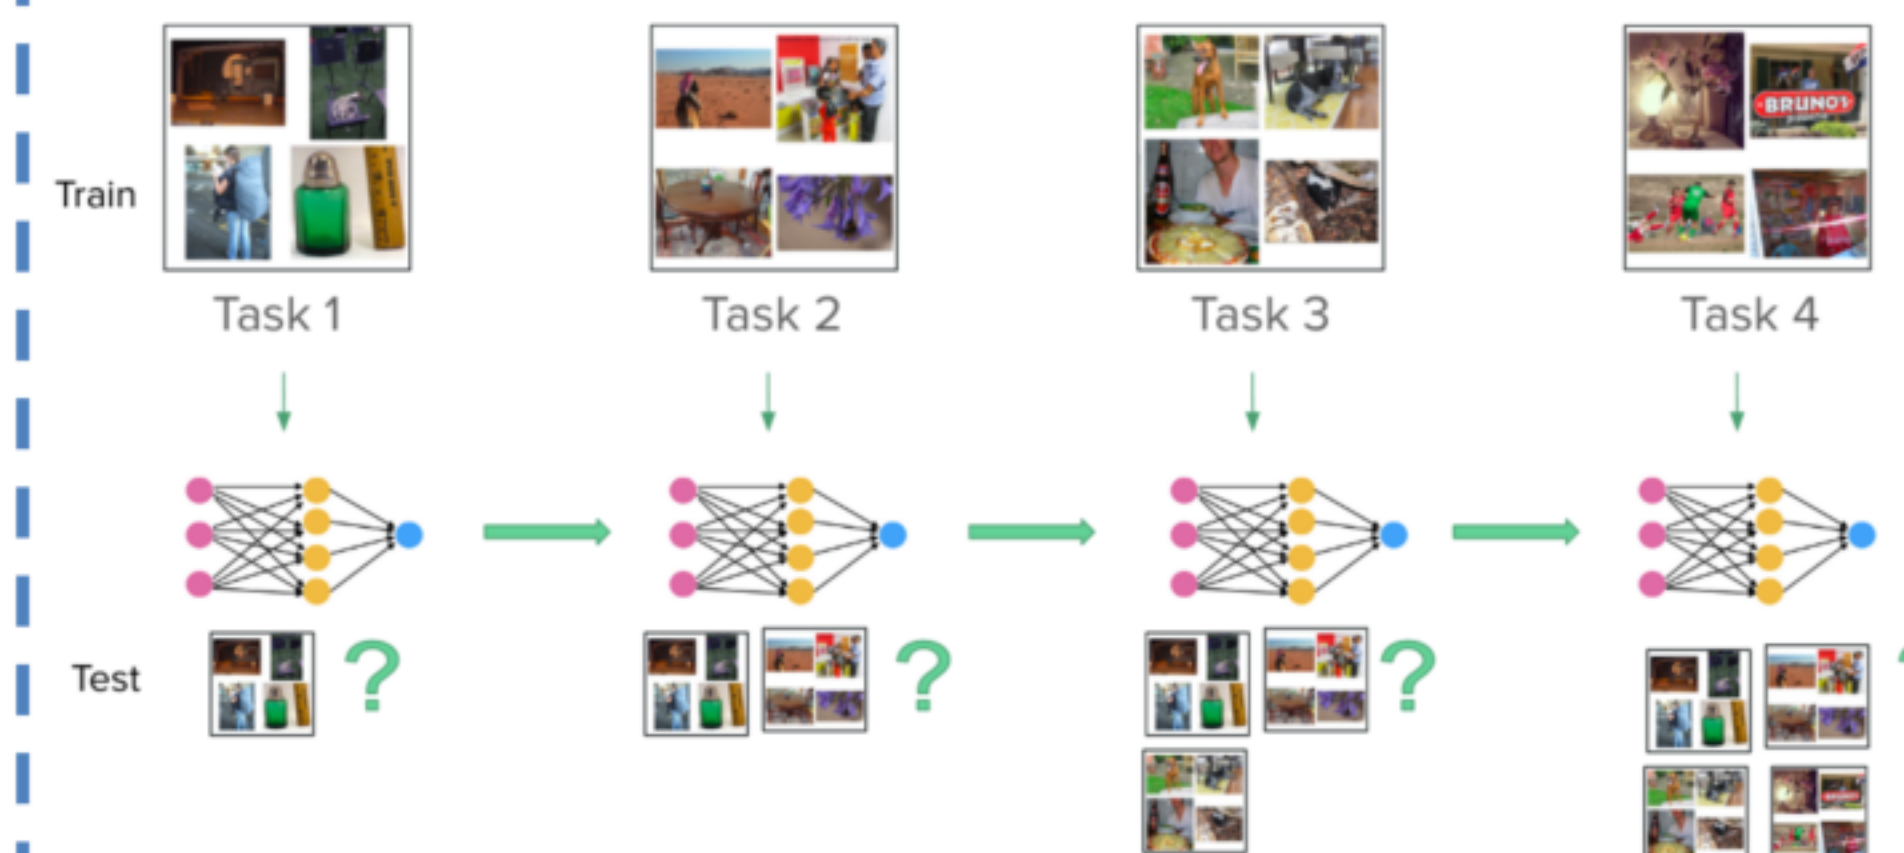 BRUNO'S
Train
Task 1
Task 2
Task 3
Task 4
?
?
?
Test